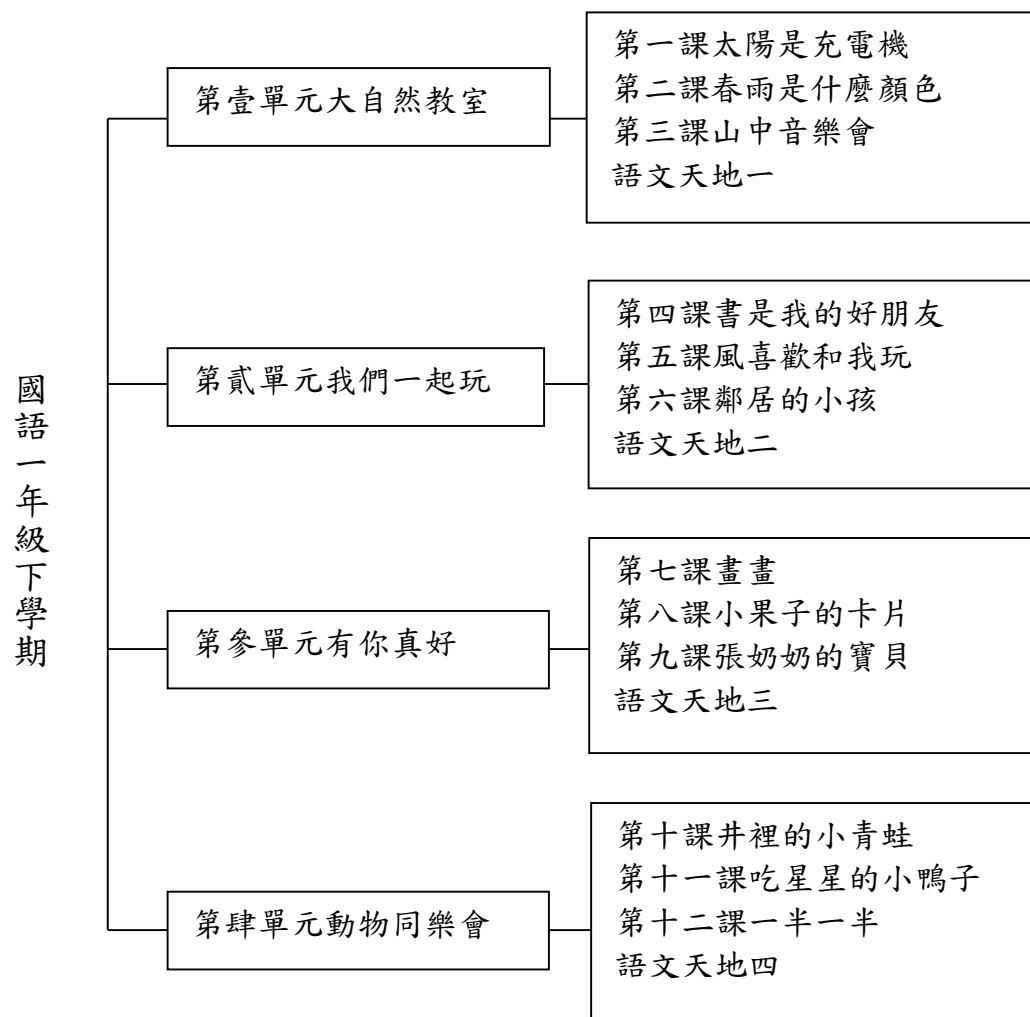 國語一年級下學期
第壹單元大自然教室
第一課太陽是充電機
第二課春雨是什麼顏色
第三課山中音樂會
語文天地一
第貳單元我們一起玩
第四課書是我的好朋友
第五課風喜歡和我玩
第六課鄰居的小孩
語文天地二
第參單元有你真好
第七課畫畫
第八課小果子的卡片
第九課張奶奶的寶貝
語文天地三
第肆單元動物同樂會
第十課井裡的小青蛙
第十一課吃星星的小鴨子
第十二課一半一半
語文天地四